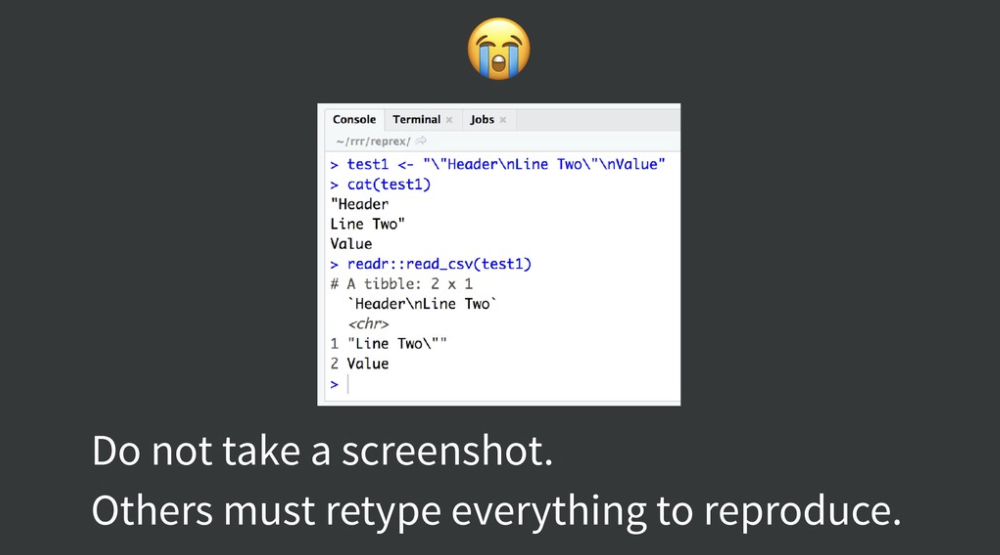 Console Terminal Jobs
~/rrr/reprex/
> test1 <- "\"Header\nLine Two\"\nValue"
> cat(test1)
"Header
Line Two"
Value
> readr::read_csv(test1)
# A tibble: 2 x 1
  `Header\nLine Two`
  <chr>
1 "Line Two\""
2 Value
>
Do not take a screenshot.
Others must retype everything to reproduce.